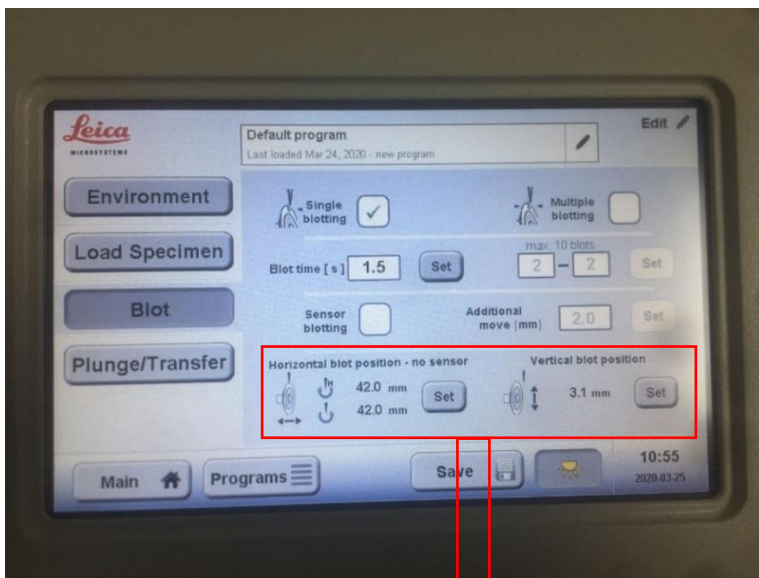 Leica
MICROSYSTEMS
Default program
Last loaded Mar 24, 2020 - new program
Edit
Environment
Load Specimen
Blot
Plunge/Transfer
Single
blotting
Multiple
blotting
Blot time [ s ] 1.5 Set
max. 10 blots
2 – 2 Set
Sensor
blotting
Additional
move [mm] 2.0 Set
Horizontal blot position - no sensor
H 42.0 mm
42.0 mm
Set
Vertical blot position
3.1 mm Set
Main
Programs
Save
10:55
2020-03-25